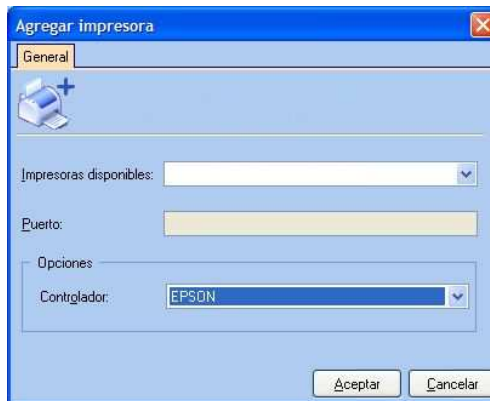 Agregar impresora
General
Impresoras disponibles:
Puerto:
Opciones
Controlador: EPSON
Aceptar Cancelar